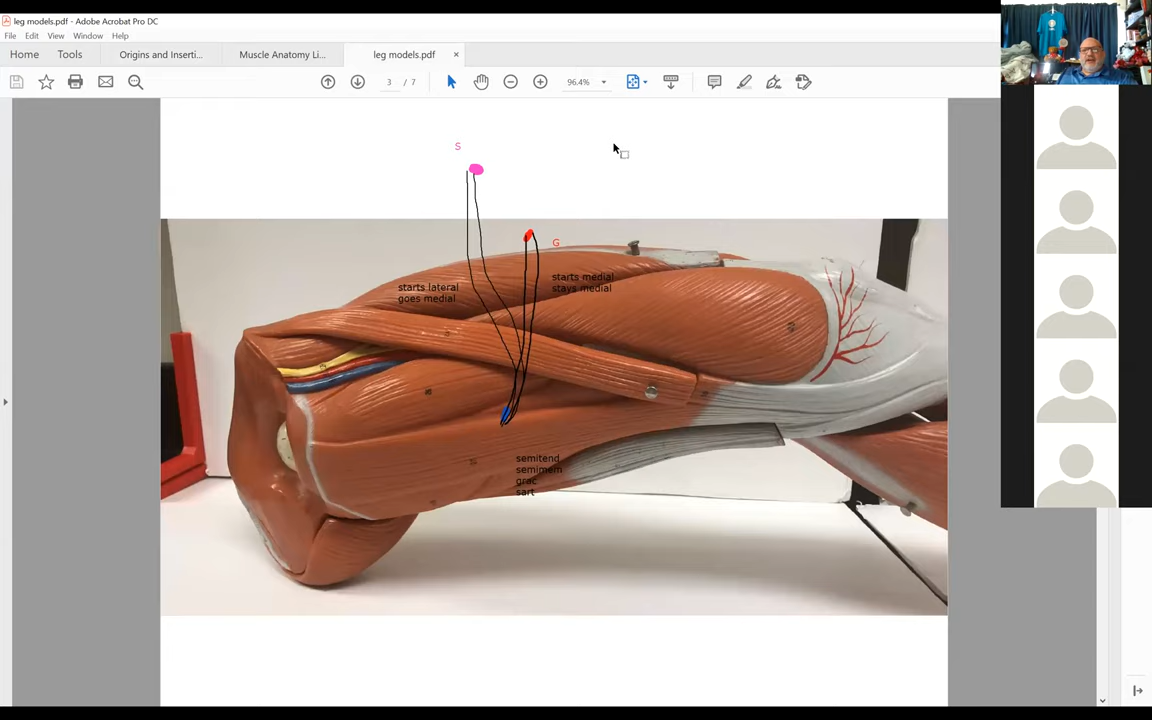 leg models.pdf - Adobe Acrobat Pro DC
File Edit View Window Help
Home Tools Origins and Inserti... Muscle Anatomy Li... leg models.pdf ×
3 / 7 96.4%
S
G
starts medial
stays medial
starts lateral
goes medial
semitend
semimem
grac
sart